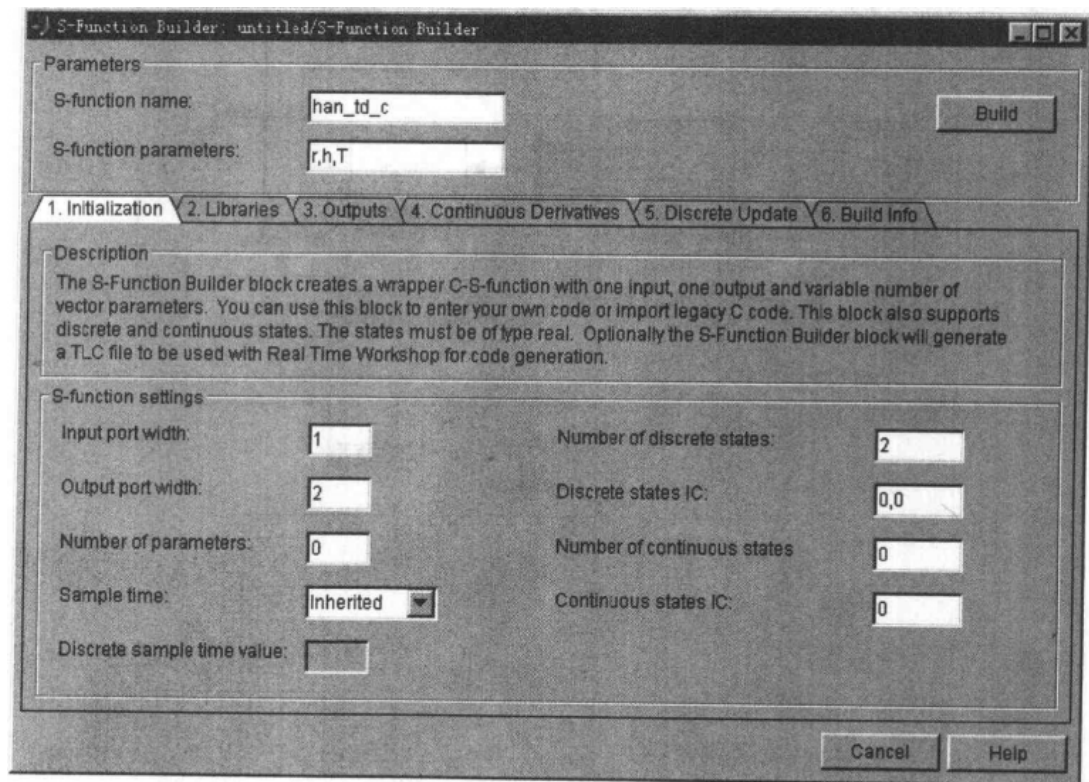 S-Function Builder: untitled/S-Function Builder
Parameters
S-function name: han_td_c
Build
S-function parameters: r,h,T
1. Initialization 2. Libraries 3. Outputs 4. Continuous Derivatives 5. Discrete Update 6. Build Info
Description
The S-Function Builder block creates a wrapper C-S-function with one input, one output and variable number of
vector parameters. You can use this block to enter your own code or import legacy C code. This block also supports
discrete and continuous states. The states must be of type real. Optionally the S-Function Builder block will generate
a TLC file to be used with Real Time Workshop for code generation.
S-function settings
Input port width: 1 Number of discrete states: 2
Output port width: 2 Discrete states IC: 0,0
Number of parameters: 0 Number of continuous states 0
Sample time: Inherited Continuous states IC: 0
Discrete sample time value:
Cancel Help